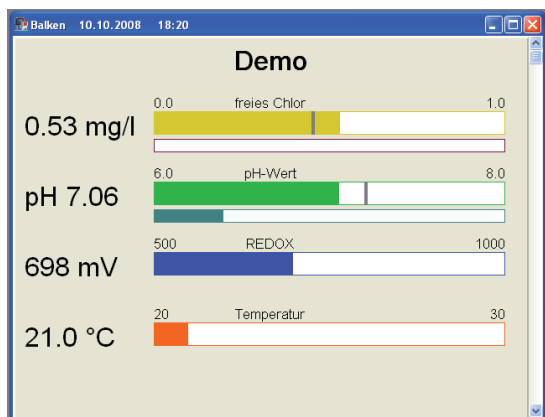 Balken 10.10.2008 18:20
Demo
0.0 freies Chlor 1.0
0.53 mg/l
6.0 pH-Wert 8.0
pH 7.06
500 REDOX 1000
698 mV
20 Temperatur 30
21.0 °C